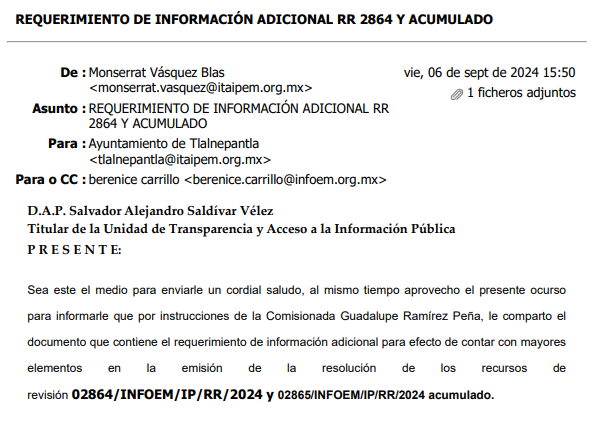 REQUERIMIENTO DE INFORMACIÓN ADICIONAL RR 2864 Y ACUMULADO
De : Monserrat Vásquez Blas vie, 06 de sept de 2024 15:50
<monserrat.vasquez@itaipem.org.mx> 1 ficheros adjuntos
Asunto : REQUERIMIENTO DE INFORMACIÓN ADICIONAL RR
2864 Y ACUMULADO
Para : Ayuntamiento de Tlalnepantla
<tlalnepantla@itaipem.org.mx>
Para o CC : berenice carrillo <berenice.carrillo@infoem.org.mx>
D.A.P. Salvador Alejandro Saldívar Vélez
Titular de la Unidad de Transparencia y Acceso a la Información Pública
P R E S E N T E:
Sea este el medio para enviarle un cordial saludo, al mismo tiempo aprovecho el presente ocurso
para informarle que por instrucciones de la Comisionada Guadalupe Ramírez Peña, le comparto el
documento que contiene el requerimiento de información adicional para efecto de contar con mayores
elementos en la emisión de la resolución de los recursos de
revisión 02864/INFOEM/IP/RR/2024 y 02865/INFOEM/IP/RR/2024 acumulado.